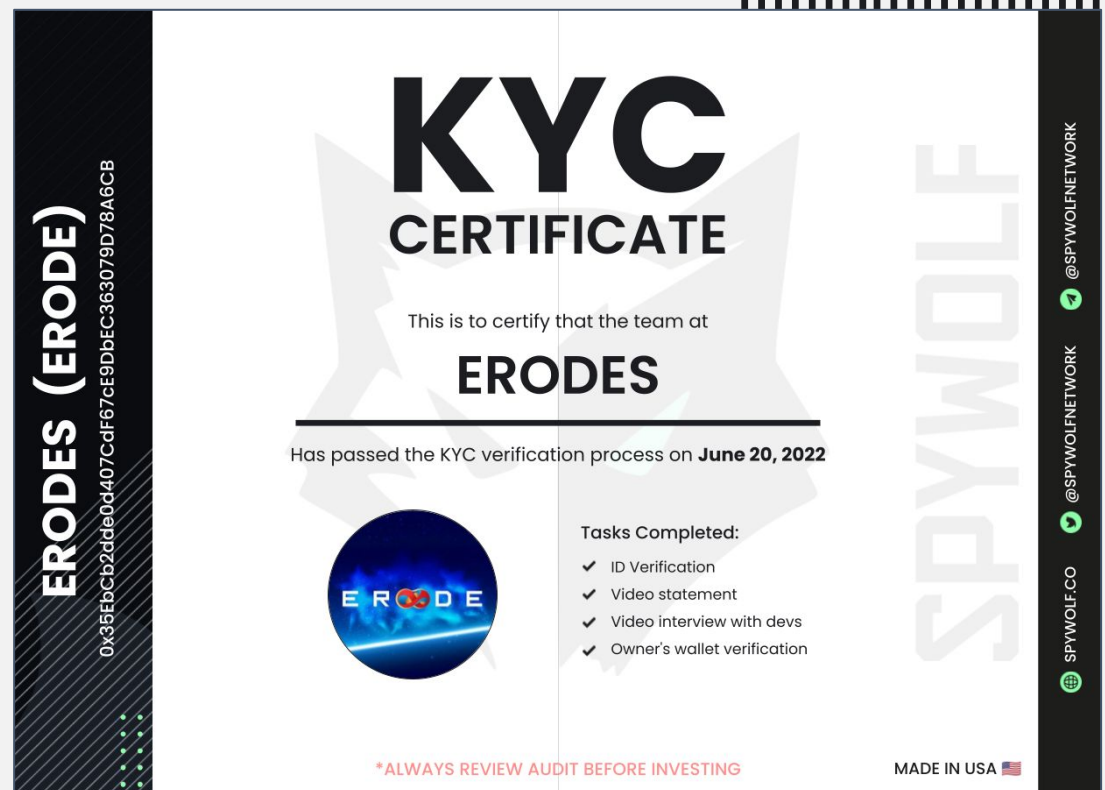 ERODES (ERODE)
0x35EbCb2dde0d407CdF67cE9DbEC363079D78A6CB
KYC
CERTIFICATE
This is to certify that the team at
ERODES
Has passed the KYC verification process on June 20, 2022
ERODE
Tasks Completed:
ID Verification
Video statement
Video interview with devs
Owner's wallet verification
*ALWAYS REVIEW AUDIT BEFORE INVESTING
MADE IN USA
SPYWOLF
@SPYWOLFNETWORK
@SPYWOLFNETWORK
SPYWOLF.CO